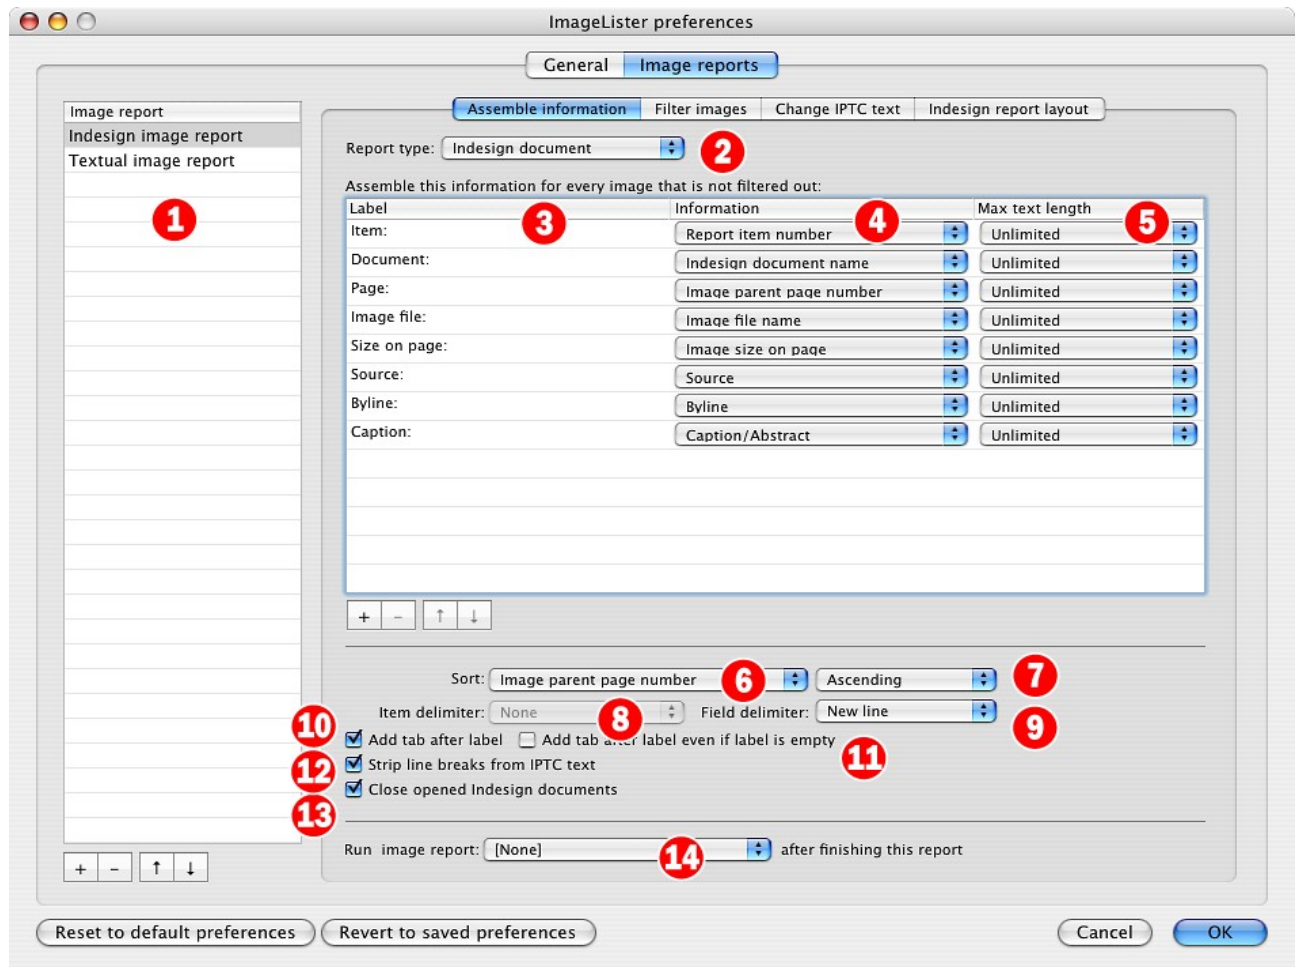 ImageLister preferences
General Image reports
Image report
Indesign image report
Textual image report
1
Assemble information Filter images Change IPTC text Indesign report layout
Report type: Indesign document 2
Assemble this information for every image that is not filtered out:
Label 3 Information 4 Max text length 5
Item: Report item number Unlimited
Document: Indesign document name Unlimited
Page: Image parent page number Unlimited
Image file: Image file name Unlimited
Size on page: Image size on page Unlimited
Source: Source Unlimited
Byline: Byline Unlimited
Caption: Caption/Abstract Unlimited
+ - ↑ ↓
Sort: Image parent page number 6 Ascending 7
Item delimiter: None 8 Field delimiter: New line 9
10 Add tab after label Add tab after label even if label is empty 11
12 Strip line breaks from IPTC text
13 Close opened Indesign documents
Run image report: [None] 14 after finishing this report
+ - ↑ ↓
Reset to default preferences Revert to saved preferences Cancel OK